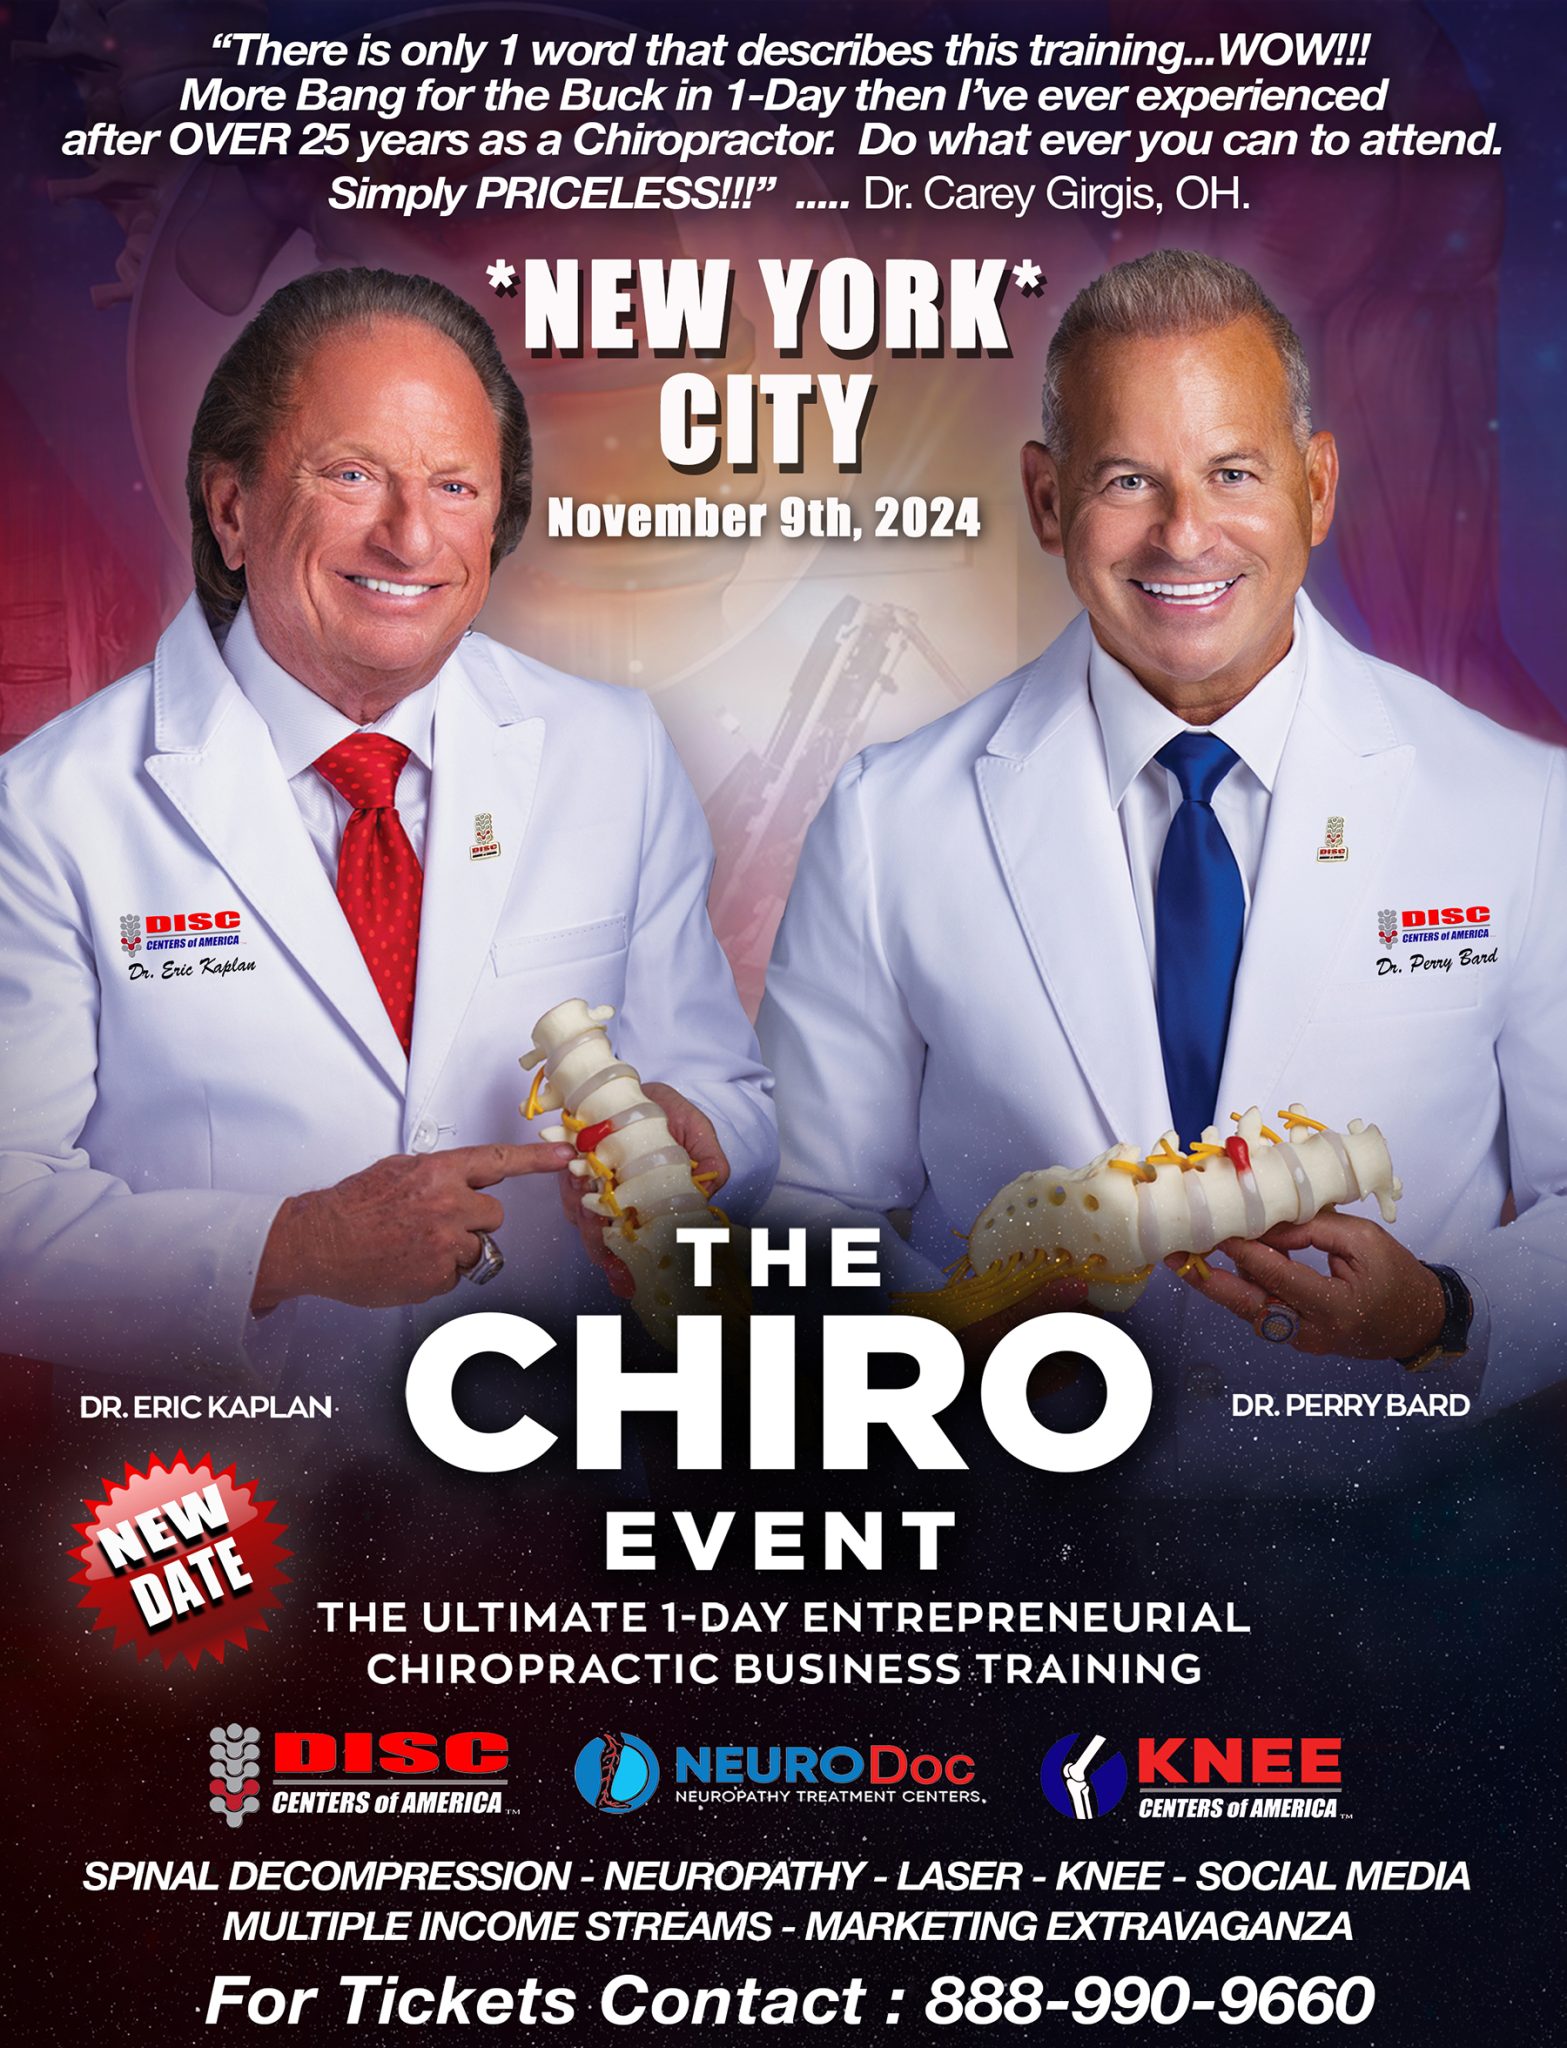 “There is only 1 word that describes this training...WOW!!!
More Bang for the Buck in 1-Day then I’ve ever experienced
after OVER 25 years as a Chiropractor. Do what ever you can to attend.
Simply PRICELESS!!!” ..... Dr. Carey Girgis, OH.
*NEW YORK*
CITY
November 9th, 2024
DISC
DISC
DISC
CENTERS of AMERICA
Dr. Eric Kaplan
DISC
CENTERS of AMERICA
Dr. Perry Bard
THE
CHIRO
EVENT
DR. ERIC KAPLAN
DR. PERRY BARD
NEW
DATE
THE ULTIMATE 1-DAY ENTREPRENEURIAL
CHIROPRACTIC BUSINESS TRAINING
DISC
CENTERS of AMERICA™
NEURODoc
NEUROPATHY TREATMENT CENTERS.
KNEE
CENTERS of AMERICA™
SPINAL DECOMPRESSION - NEUROPATHY - LASER - KNEE - SOCIAL MEDIA
MULTIPLE INCOME STREAMS - MARKETING EXTRAVAGANZA
For Tickets Contact : 888-990-9660